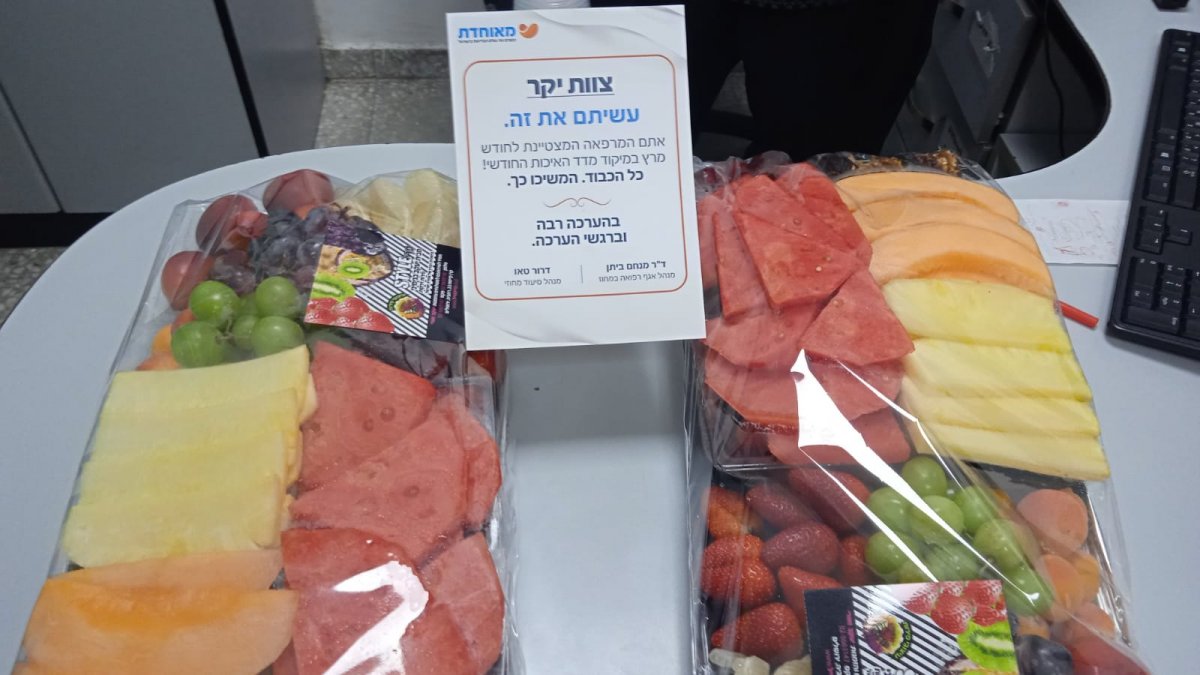 מאוחדת
צוות יקר
עשיתם את זה.
אתם המרפאה המצטיינת לחודש
מרץ במיקוד מדד האיכות החודשי!
כל הכבוד. המשיכו כך.
בהערכה רבה
וברגשי הערכה.
ד"ר מנחם ביתן
מנהל אגף רפואה במחוז
דרור טאו
מנהל סיעוד מחוזי
STYLE